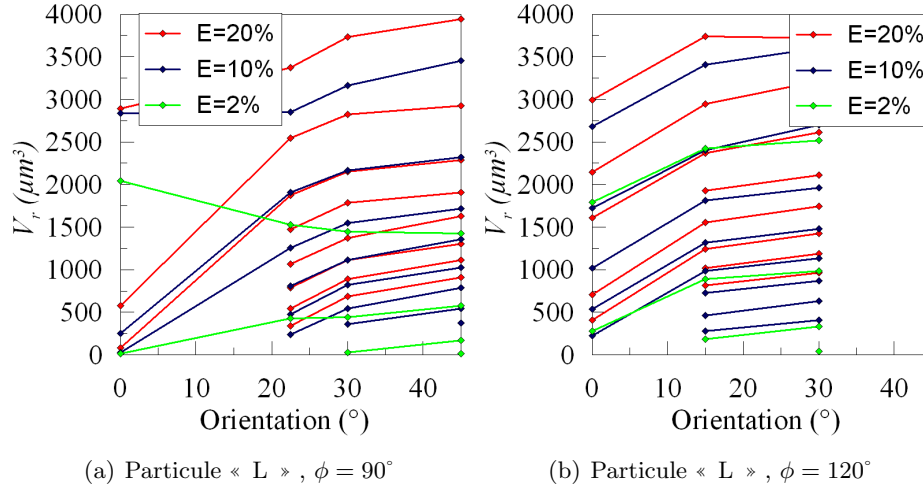 4000
3500
3000
2500
2000
1500
1000
500
0
V_r (μm³)
E=20%
E=10%
E=2%
0 10 20 30 40
Orientation (°)
(a) Particule « L » , ϕ = 90°
4000
3500
3000
2500
2000
1500
1000
500
0
V_r (μm³)
E=20%
E=10%
E=2%
0 10 20 30 40
Orientation (°)
(b) Particule « L » , ϕ = 120°